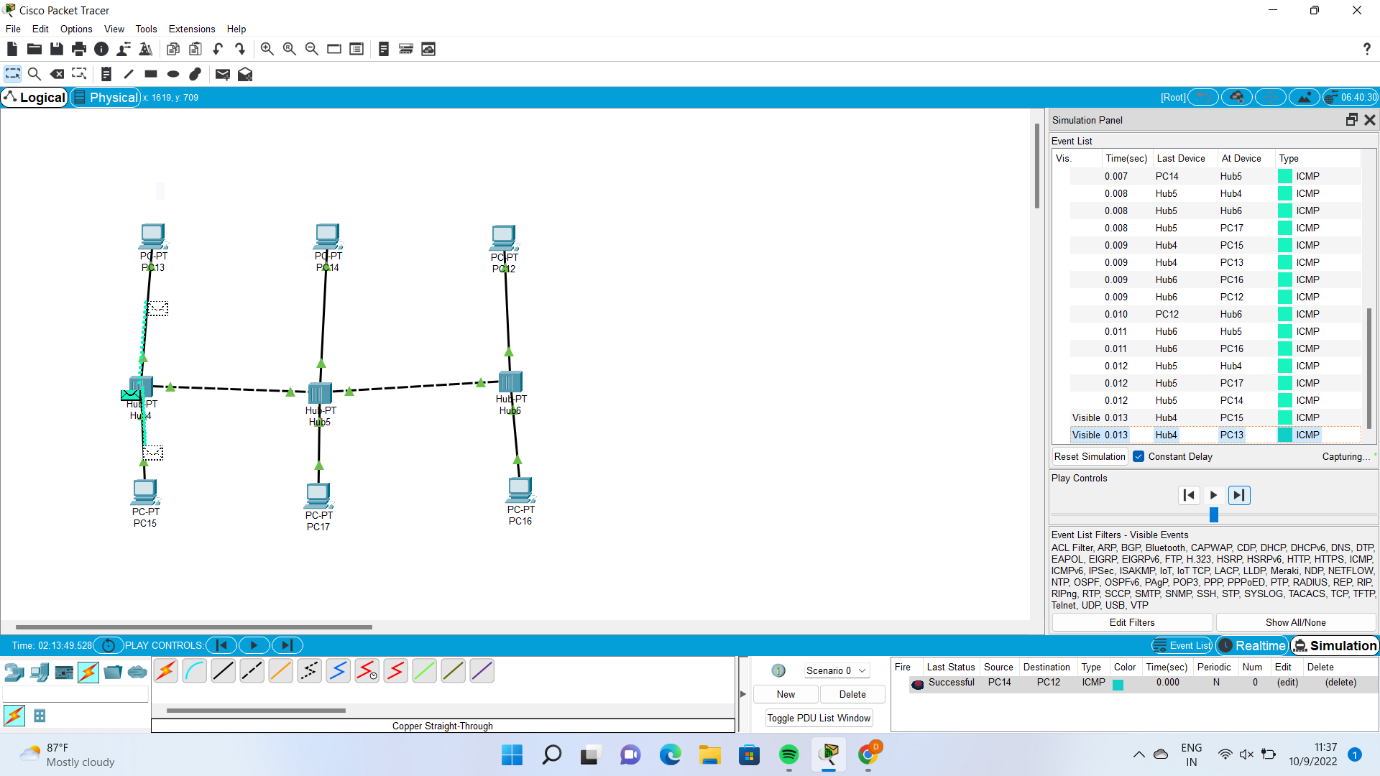 Cisco Packet Tracer
File Edit Options View Tools Extensions Help
?
Logical Physical x: 1619, y: 709 [Root] 06:40:30
PC-PT
PC13
PC-PT
PC14
PC-PT
PC12
Hub-PT
Hub4
Hub-PT
Hub5
Hub-PT
Hub6
PC-PT
PC15
PC-PT
PC17
PC-PT
PC16
Simulation Panel
Event List
Vis. Time(sec) Last Device At Device Type
0.007 PC14 Hub5 ICMP
0.008 Hub5 Hub4 ICMP
0.008 Hub5 Hub6 ICMP
0.008 Hub5 PC17 ICMP
0.009 Hub4 PC15 ICMP
0.009 Hub4 PC13 ICMP
0.009 Hub6 PC16 ICMP
0.009 Hub6 PC12 ICMP
0.010 PC12 Hub6 ICMP
0.011 Hub6 Hub5 ICMP
0.011 Hub6 PC16 ICMP
0.012 Hub5 Hub4 ICMP
0.012 Hub5 PC17 ICMP
0.012 Hub5 PC14 ICMP
Visible 0.013 Hub4 PC15 ICMP
Visible 0.013 Hub4 PC13 ICMP
Reset Simulation Constant Delay Capturing...
Play Controls
Event List Filters - Visible Events
ACL Filter, ARP, BGP, Bluetooth, CAPWAP, CDP, DHCP, DHCPv6, DNS, DTP,
EAPOL, EIGRP, EIGRPv6, FTP, H.323, HSRP, HSRPv6, HTTP, HTTPS, ICMP,
ICMPv6, IPSec, ISAKMP, IoT, IoT TCP, LACP, LLDP, Meraki, NDP, NETFLOW,
NTP, OSPF, OSPFv6, PAgP, POP3, PPP, PPPoED, PTP, RADIUS, REP, RIP,
RIPng, RTP, SCCP, SMTP, SNMP, SSH, STP, SYSLOG, TACACS, TCP, TFTP,
Telnet, UDP, USB, VTP
Edit Filters Show All/None
Time: 02:13:49.528 PLAY CONTROLS: Event List Realtime Simulation
Copper Straight-Through
Scenario 0
New Delete
Toggle PDU List Window
Fire Last Status Source Destination Type Color Time(sec) Periodic Num Edit Delete
Successful PC14 PC12 ICMP 0.000 N 0 (edit) (delete)
87°F
Mostly cloudy
0
ENG
IN
11:37
10/9/2022
1